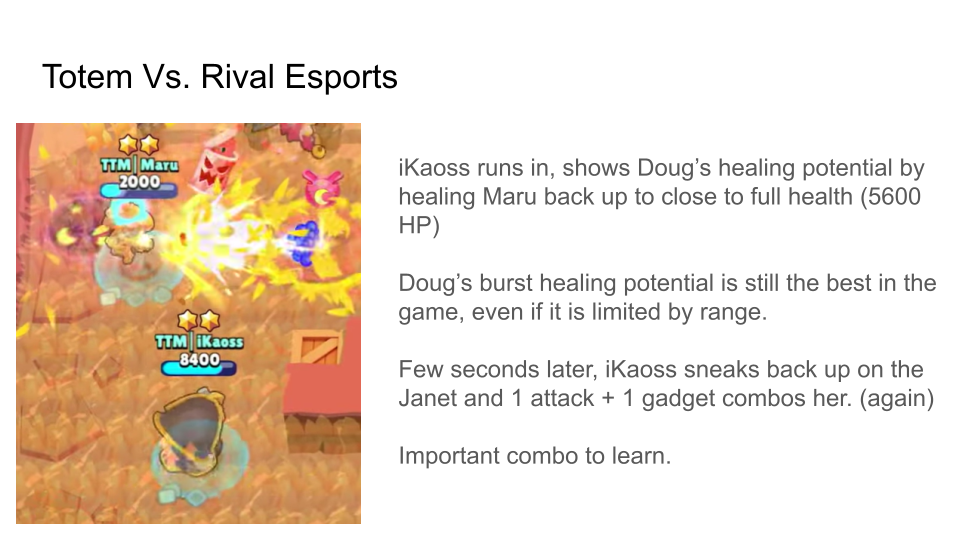 Totem Vs. Rival Esports
TTM|Maru
2000
TTM|iKaoss
8400
iKaoss runs in, shows Doug’s healing potential by
healing Maru back up to close to full health (5600
HP)
Doug’s burst healing potential is still the best in the
game, even if it is limited by range.
Few seconds later, iKaoss sneaks back up on the
Janet and 1 attack + 1 gadget combos her. (again)
Important combo to learn.